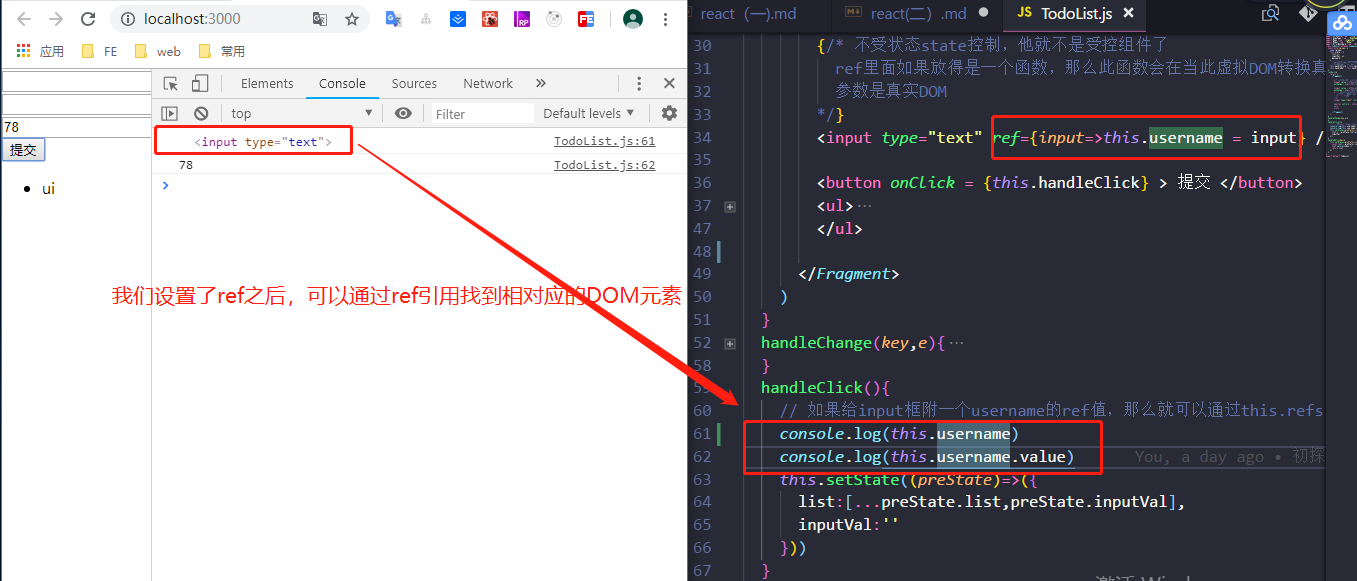 localhost:3000
应用 FE web 常用
78
提交
ui
Elements Console Sources Network »
top Filter Default levels
<input type="text"> TodoList.js:61
78 TodoList.js:62
我们设置了ref之后，可以通过ref引用找到相对应的DOM元素
react (一).md react(二) .md JS TodoList.js
30 {/* 不受状态state控制，他就不是受控组件了
31 ref里面如果放得是一个函数，那么此函数会在当此虚拟DOM转换真
32 参数是真实DOM
33 */}
34 <input type="text" ref={input=>this.username = input} /
35
36 <button onClick = {this.handleClick} > 提交 </button>
37 <ul>…
47 </ul>
48
49 </Fragment>
50 )
51 }
52 handleChange(key,e){…
58 }
59 handleClick(){
60 // 如果给input框附一个username的ref值，那么就可以通过this.refs
61 console.log(this.username)
62 console.log(this.username.value) You, a day ago • 初探
63 this.setState((preState)=>({
64 list:[...preState.list,preState.inputVal],
65 inputVal:''
66 }))
67 }